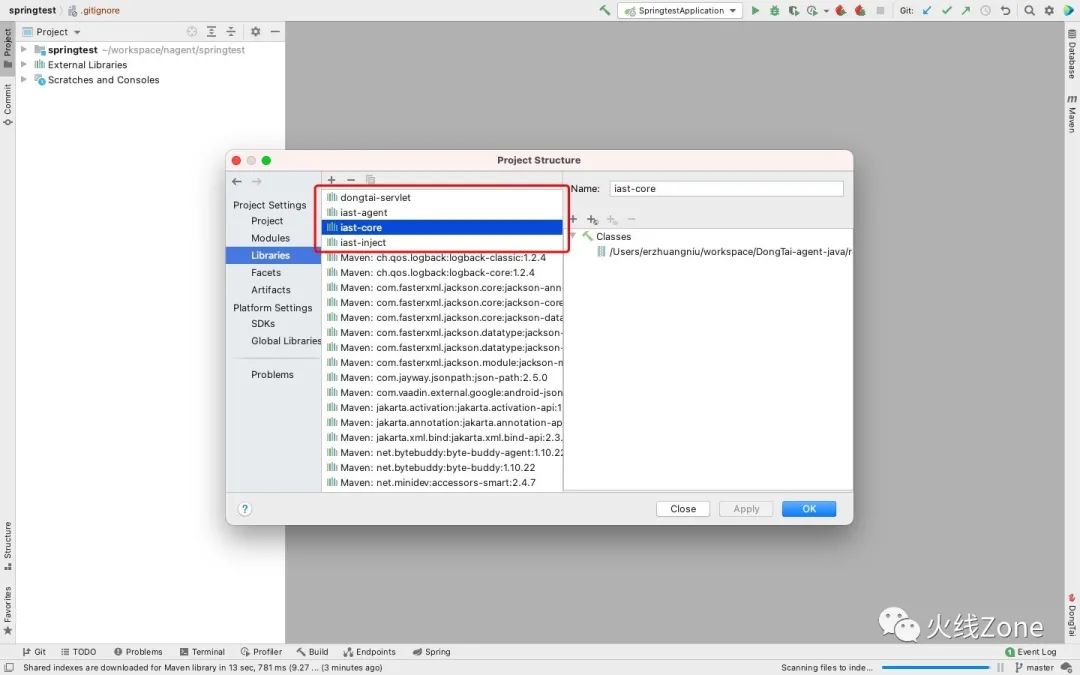 springtest
.gitignore
SpringtestApplication
Git:
Project
springtest ~/workspace/nagent/springtest
External Libraries
Scratches and Consoles
Project
Commit
Structure
Favorites
Database
m
Maven
DongTai
Project Structure
Project Settings
Project
Modules
Libraries
Facets
Artifacts
Platform Settings
SDKs
Global Libraries
Problems
dongtai-servlet
iast-agent
iast-core
iast-inject
Maven: ch.qos.logback:logback-classic:1.2.4
Maven: ch.qos.logback:logback-core:1.2.4
Maven: com.fasterxml.jackson.core:jackson-ann
Maven: com.fasterxml.jackson.core:jackson-core
Maven: com.fasterxml.jackson.core:jackson-data
Maven: com.fasterxml.jackson.datatype:jackson-
Maven: com.fasterxml.jackson.datatype:jackson-
Maven: com.fasterxml.jackson.module:jackson-m
Maven: com.jayway.jsonpath:json-path:2.5.0
Maven: com.vaadin.external.google:android-json
Maven: jakarta.activation:jakarta.activation-api:1
Maven: jakarta.annotation:jakarta.annotation-ap
Maven: jakarta.xml.bind:jakarta.xml.bind-api:2.3.
Maven: net.bytebuddy:byte-buddy-agent:1.10.22
Maven: net.bytebuddy:byte-buddy:1.10.22
Maven: net.minidev:accessors-smart:2.4.7
Name: iast-core
Classes
/Users/erzhuangniu/workspace/DongTai-agent-java/r
?
Close
Apply
OK
火线Zone
Git
TODO
Problems
Terminal
Profiler
Build
Endpoints
Spring
1 Event Log
Shared indexes are downloaded for Maven library in 13 sec, 781 ms (9.27 ... (3 minutes ago)
Scanning files to inde...
master